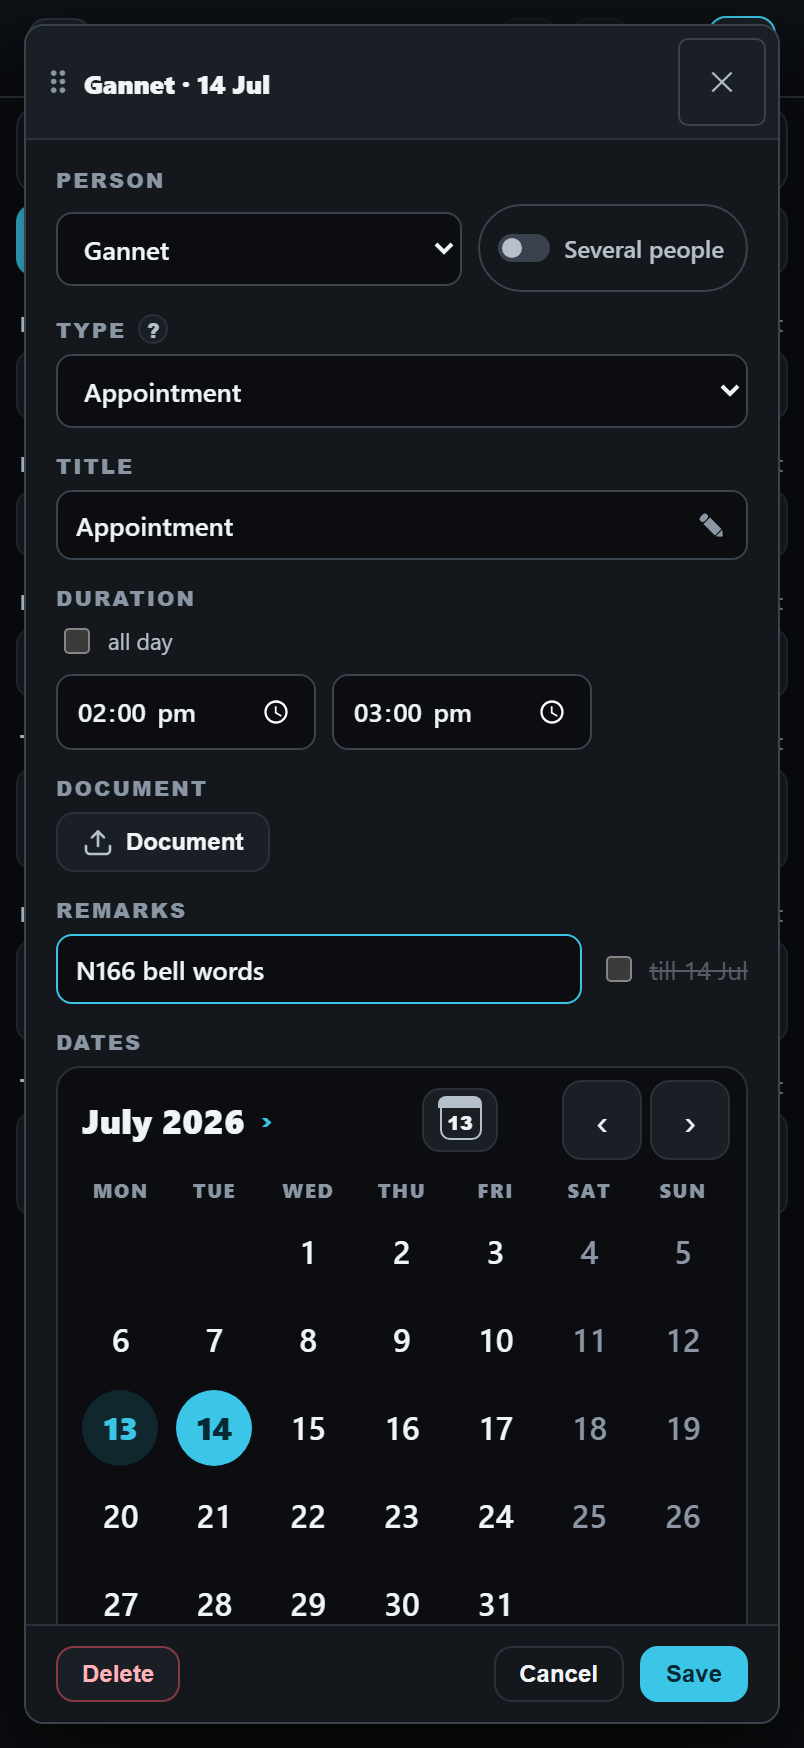 Gannet · 14 Jul
PERSON
Gannet
Several people
TYPE ?
Appointment
TITLE
Appointment
DURATION
all day
02:00 pm
03:00 pm
DOCUMENT
Document
REMARKS
N166 bell words
till 14 Jul
DATES
July 2026 ›
13
‹ ›
MON TUE WED THU FRI SAT SUN
1 2 3 4 5
6 7 8 9 10 11 12
13 14 15 16 17 18 19
20 21 22 23 24 25 26
27 28 29 30 31
Delete
Cancel
Save